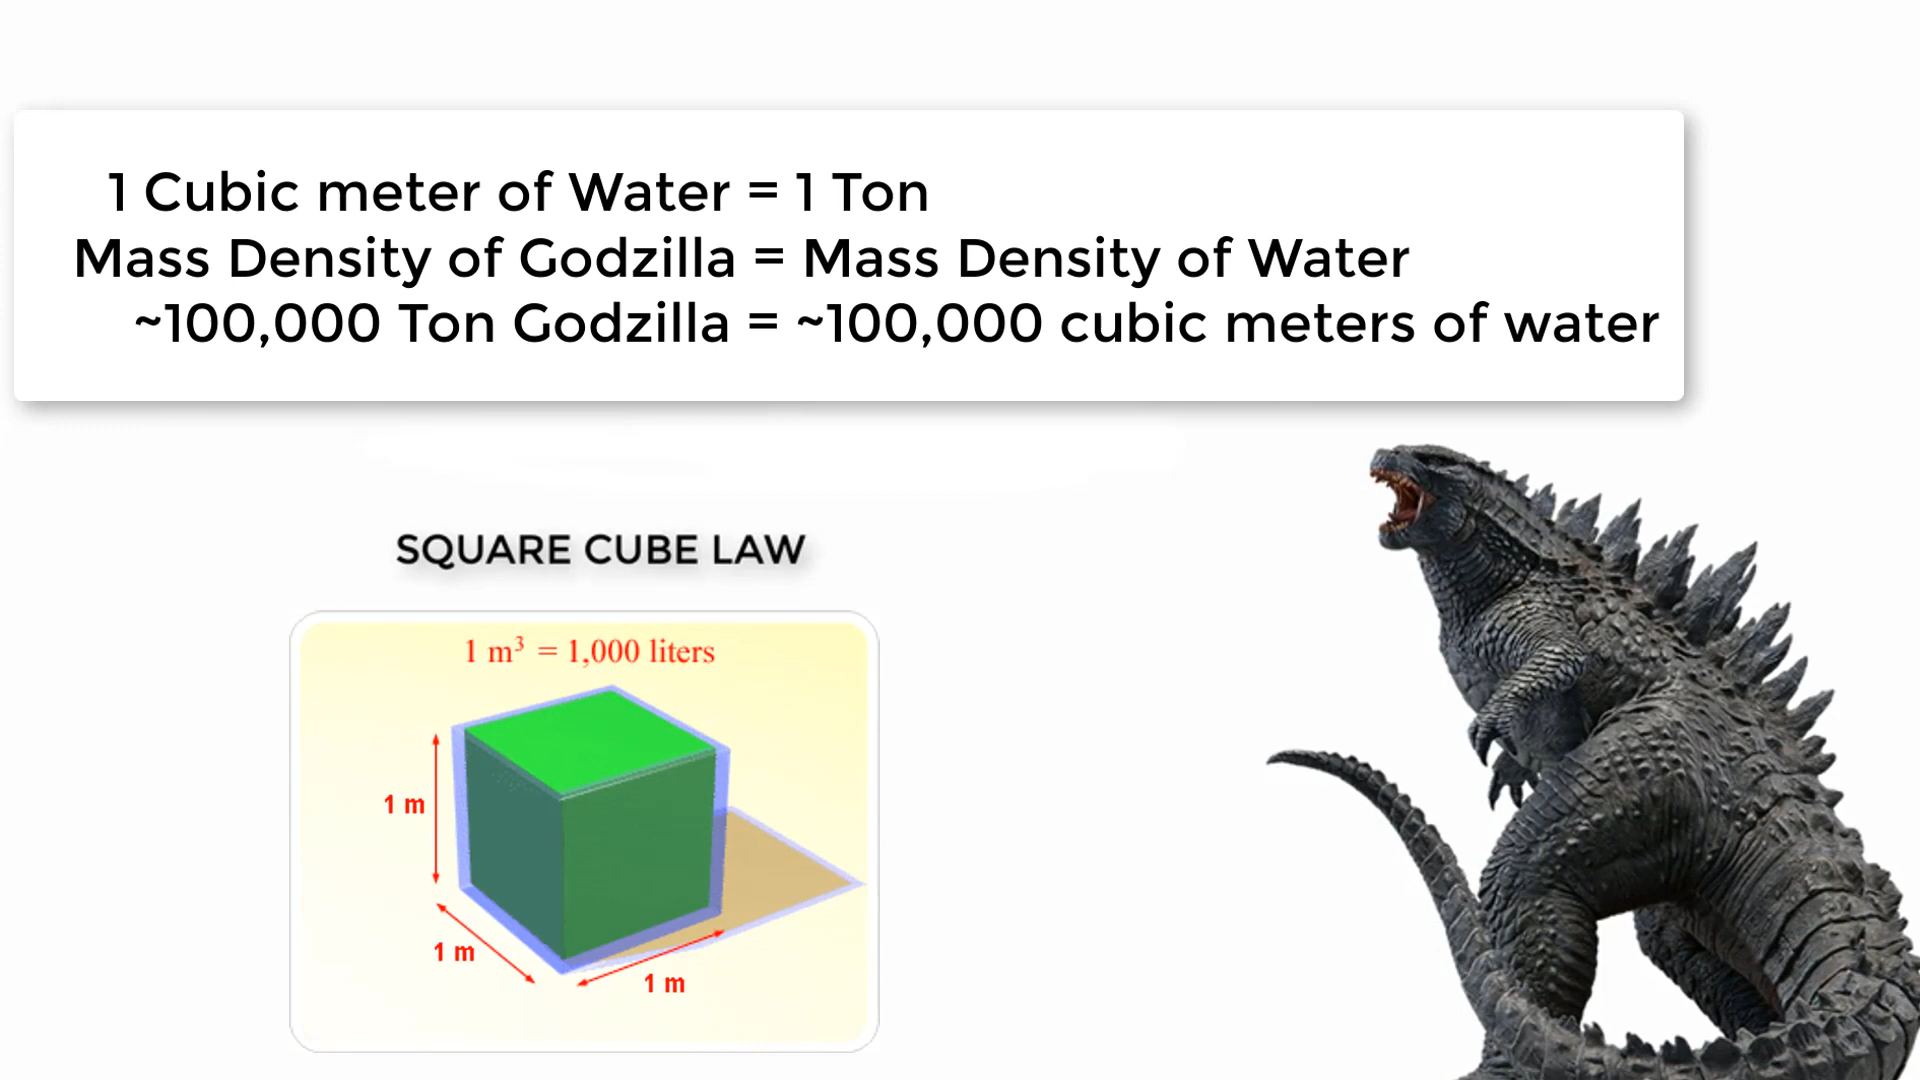 1 Cubic meter of Water = 1 Ton
Mass Density of Godzilla = Mass Density of Water
~100,000 Ton Godzilla = ~100,000 cubic meters of water
SQUARE CUBE LAW
1 m³ = 1,000 liters
1 m
1 m
1 m